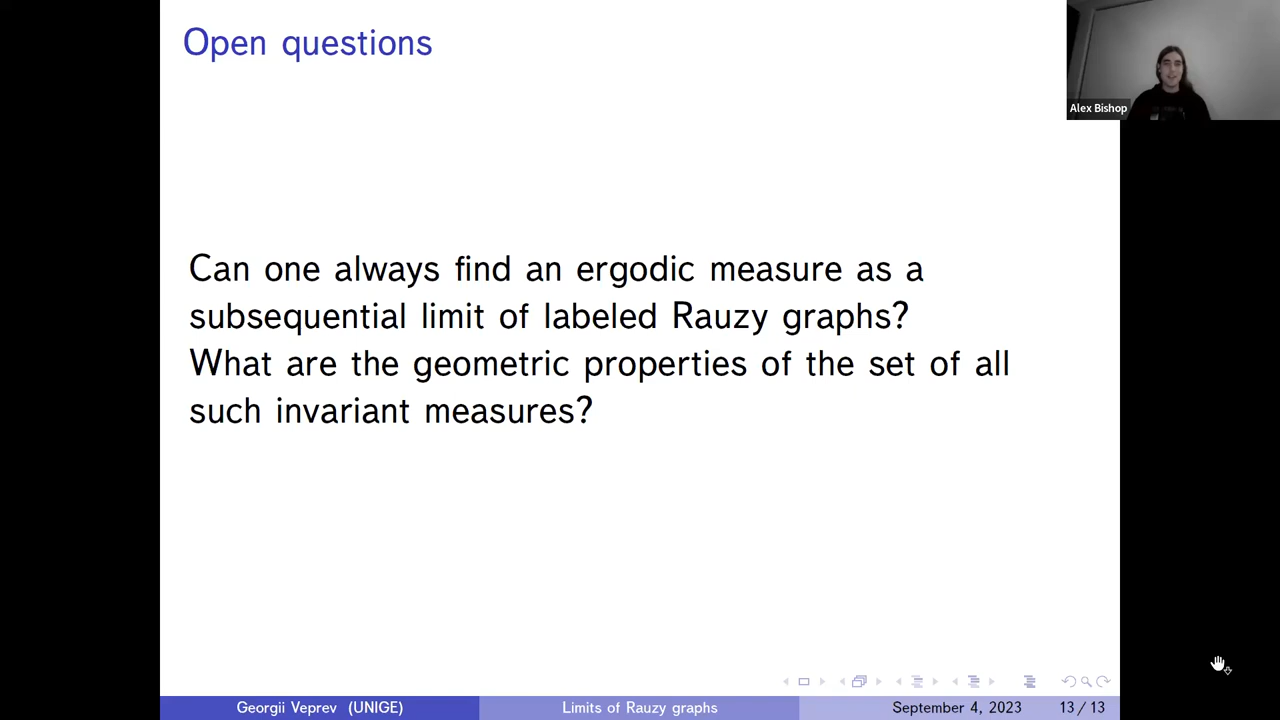 Open questions
Alex Bishop
Can one always find an ergodic measure as a
subsequential limit of labeled Rauzy graphs?
What are the geometric properties of the set of all
such invariant measures?
Georgii Veprev (UNIGE)
Limits of Rauzy graphs
September 4, 2023
13 / 13